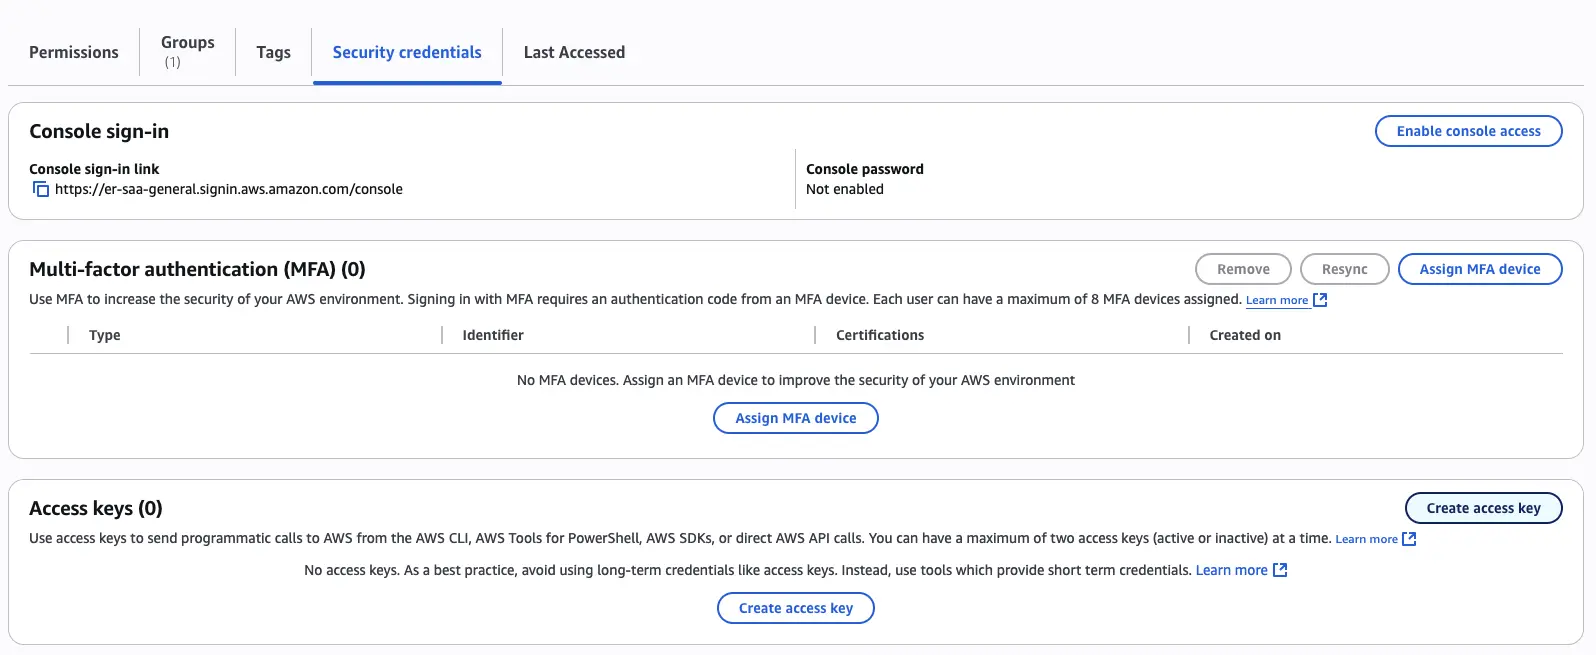 Permissions
Groups
(1)
Tags
Security credentials
Last Accessed
Console sign-in
Enable console access
Console sign-in link
https://er-saa-general.signin.aws.amazon.com/console
Console password
Not enabled
Multi-factor authentication (MFA) (0)
Remove
Resync
Assign MFA device
Use MFA to increase the security of your AWS environment. Signing in with MFA requires an authentication code from an MFA device. Each user can have a maximum of 8 MFA devices assigned. Learn more
Type
Identifier
Certifications
Created on
No MFA devices. Assign an MFA device to improve the security of your AWS environment
Assign MFA device
Access keys (0)
Create access key
Use access keys to send programmatic calls to AWS from the AWS CLI, AWS Tools for PowerShell, AWS SDKs, or direct AWS API calls. You can have a maximum of two access keys (active or inactive) at a time. Learn more
No access keys. As a best practice, avoid using long-term credentials like access keys. Instead, use tools which provide short term credentials. Learn more
Create access key